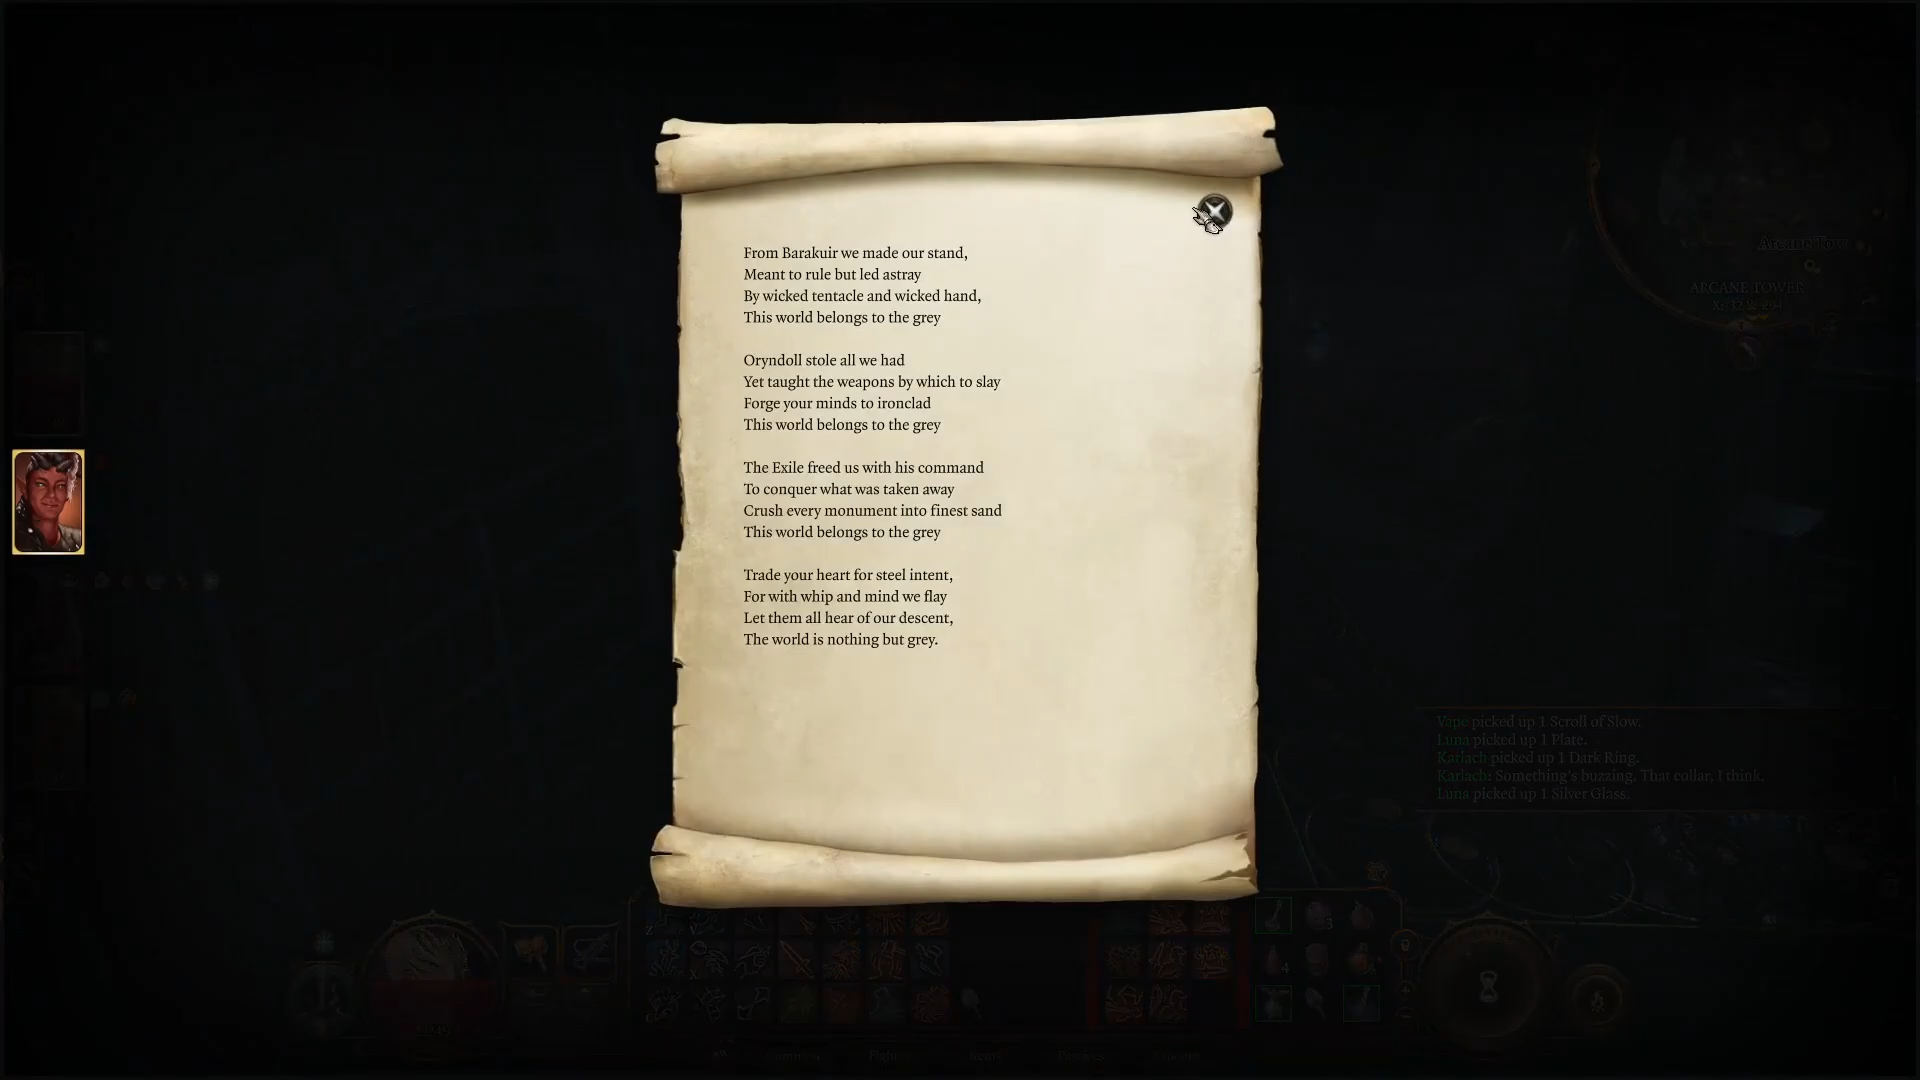 From Barakuir we made our stand,
Meant to rule but led astray
By wicked tentacle and wicked hand,
This world belongs to the grey
Oryndoll stole all we had
Yet taught the weapons by which to slay
Forge your minds to ironclad
This world belongs to the grey
The Exile freed us with his command
To conquer what was taken away
Crush every monument into finest sand
This world belongs to the grey
Trade your heart for steel intent,
For with whip and mind we flay
Let them all hear of our descent,
The world is nothing but grey.
ARCANE TOWER
Vape picked up 1 Scroll of Slow.
Luna picked up 1 Plate.
Karlach picked up 1 Dark Ring.
Karlach: Something's buzzing. That collar, I think.
Luna picked up 1 Silver Glass.